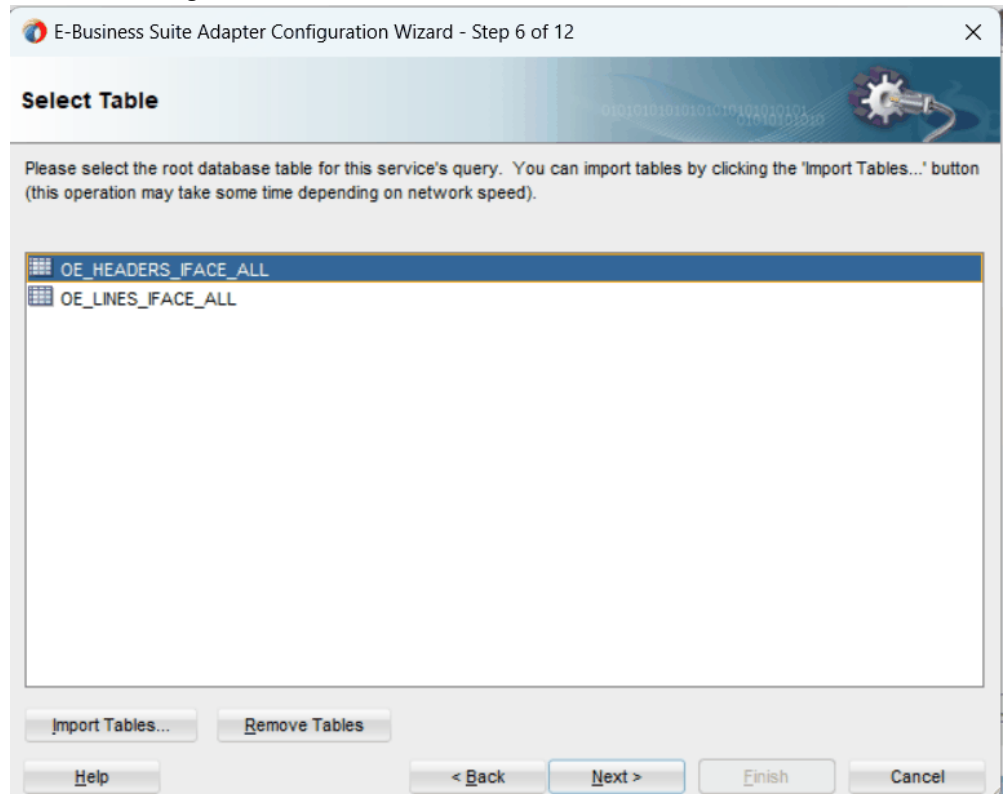 E-Business Suite Adapter Configuration Wizard - Step 6 of 12
Select Table
Please select the root database table for this service's query. You can import tables by clicking the 'Import Tables...' button
(this operation may take some time depending on network speed).
OE_HEADERS_IFACE_ALL
OE_LINES_IFACE_ALL
Import Tables... Remove Tables
Help < Back Next > Finish Cancel